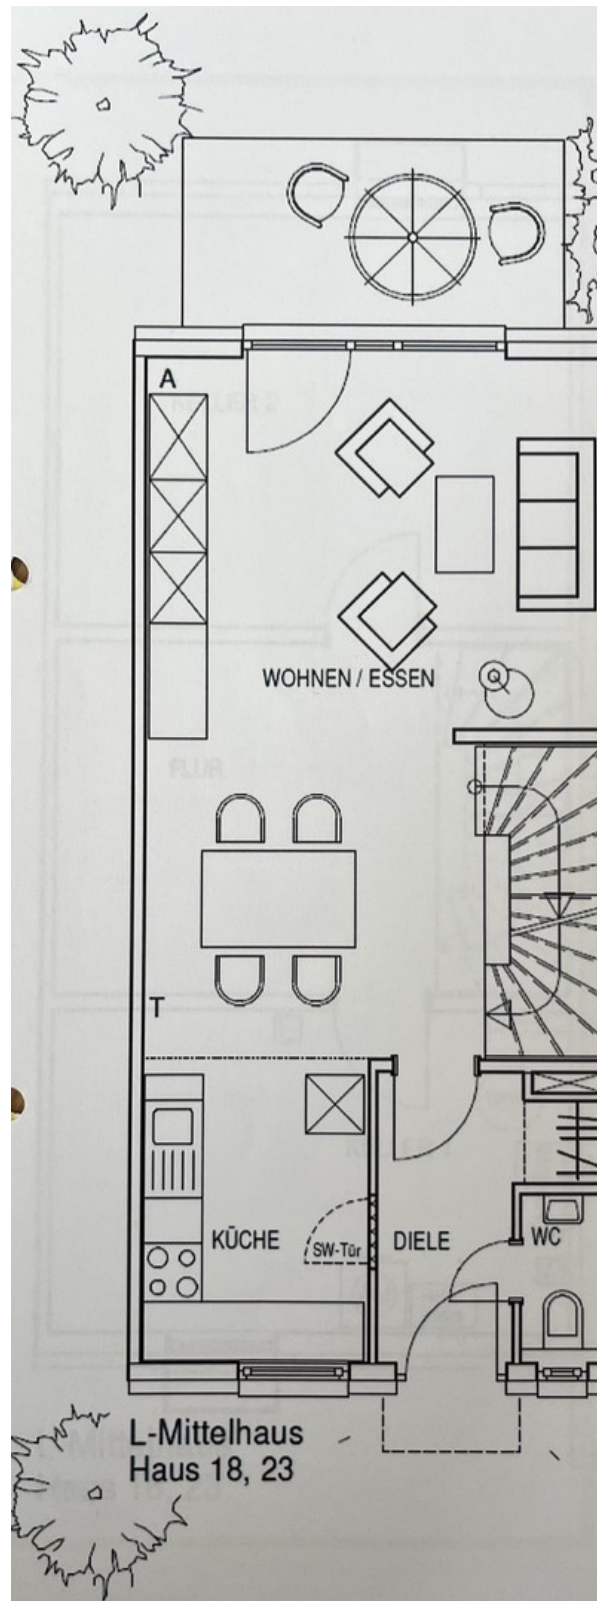 A
WOHNEN / ESSEN
T
KÜCHE
SW-Tür
DIELE
WC
L-Mittelhaus
Haus 18, 23